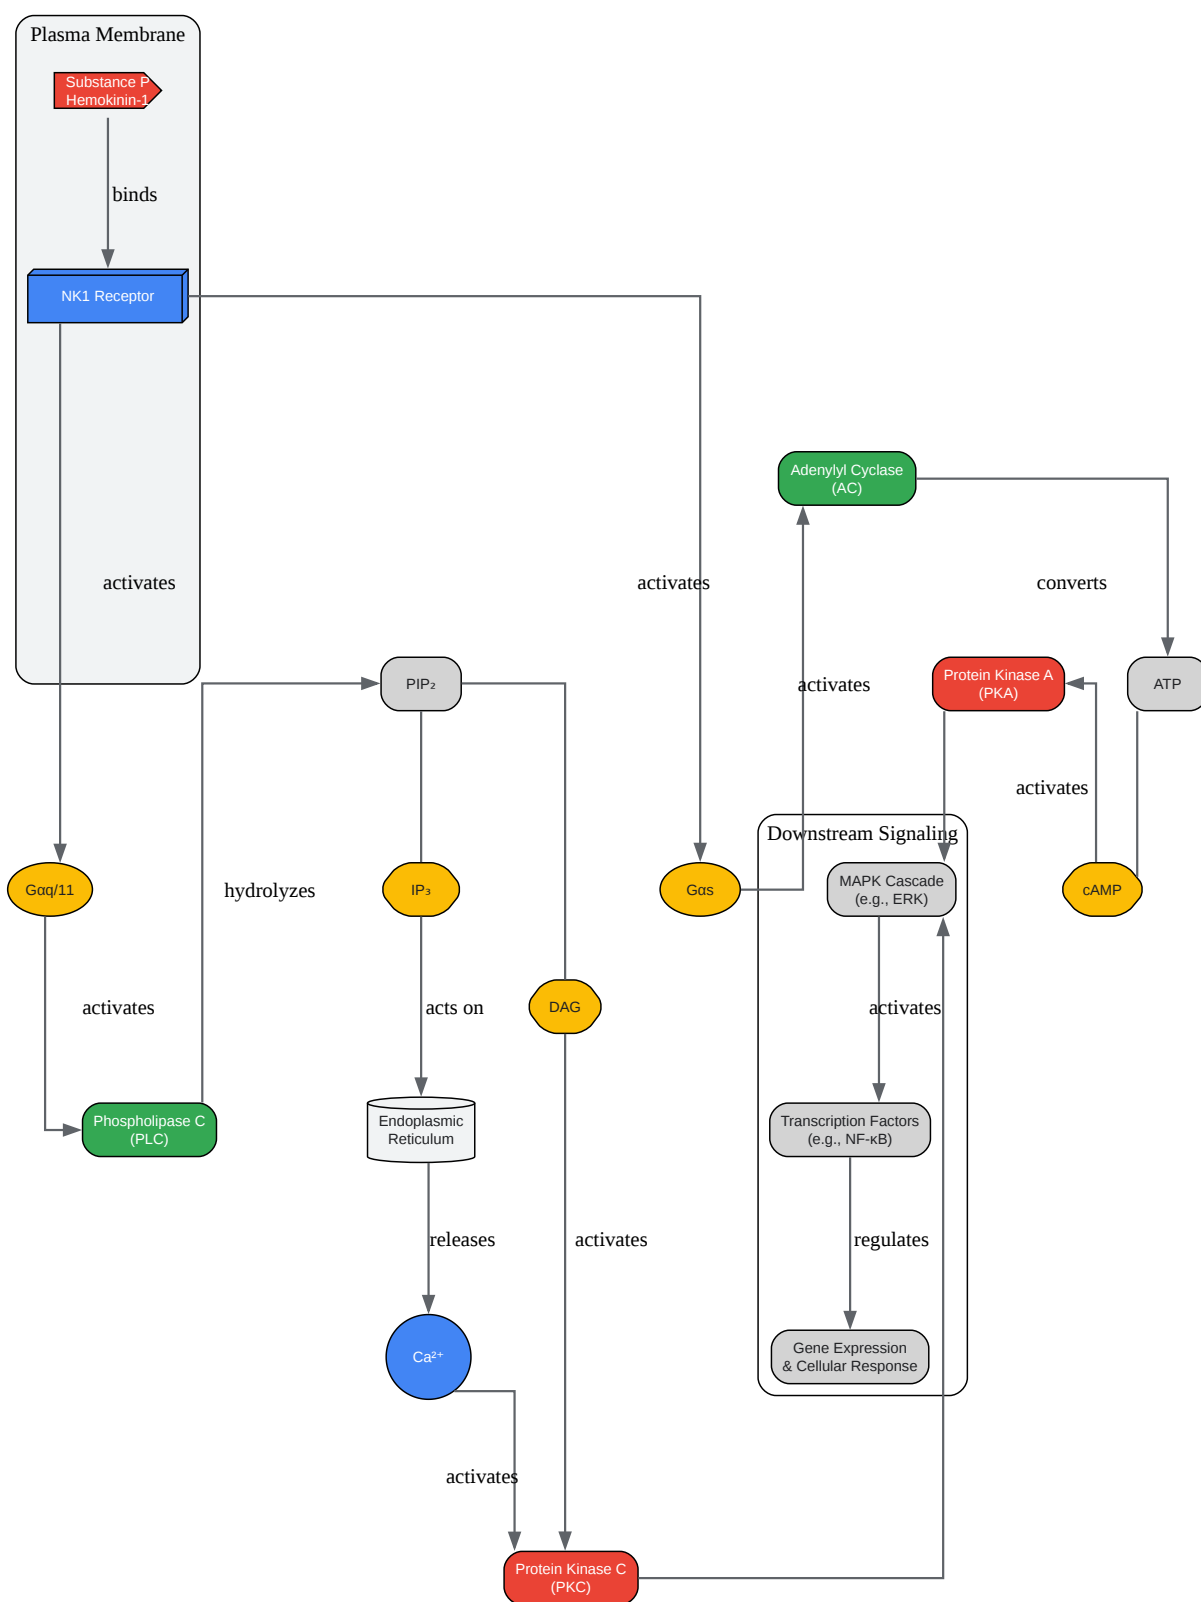 Plasma Membrane
Substance P
Hemokinin-1
binds
NK1 Receptor
Adenylyl Cyclase
(AC)
activates
activates
converts
PIP₂
activates
Protein Kinase A
(PKA)
ATP
activates
Downstream Signaling
Gαq/11
hydrolyzes
IP₃
Gαs
MAPK Cascade
(e.g., ERK)
cAMP
activates
acts on
DAG
activates
Phospholipase C
(PLC)
Endoplasmic
Reticulum
Transcription Factors
(e.g., NF-κB)
releases
activates
regulates
Ca²⁺
Gene Expression
& Cellular Response
activates
Protein Kinase C
(PKC)